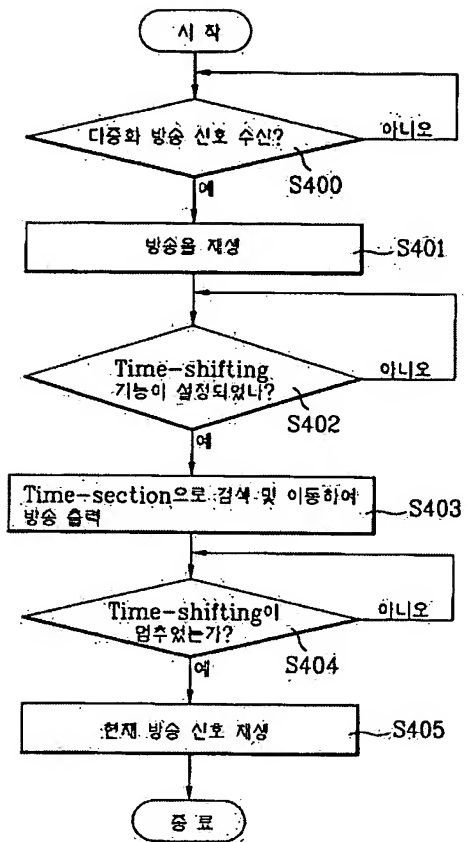 시 작
다중화 방송 신호 수신?
아니오
S400
예
방송을 재생
S401
Time-shifting
기능이 설정되었나?
아니오
S402
예
Time-section으로 검색 및 이동하여
방송 출력
S403
Time-shifting이
멈추었는가?
아니오
S404
예
현재 방송 신호 재생
S405
종 료